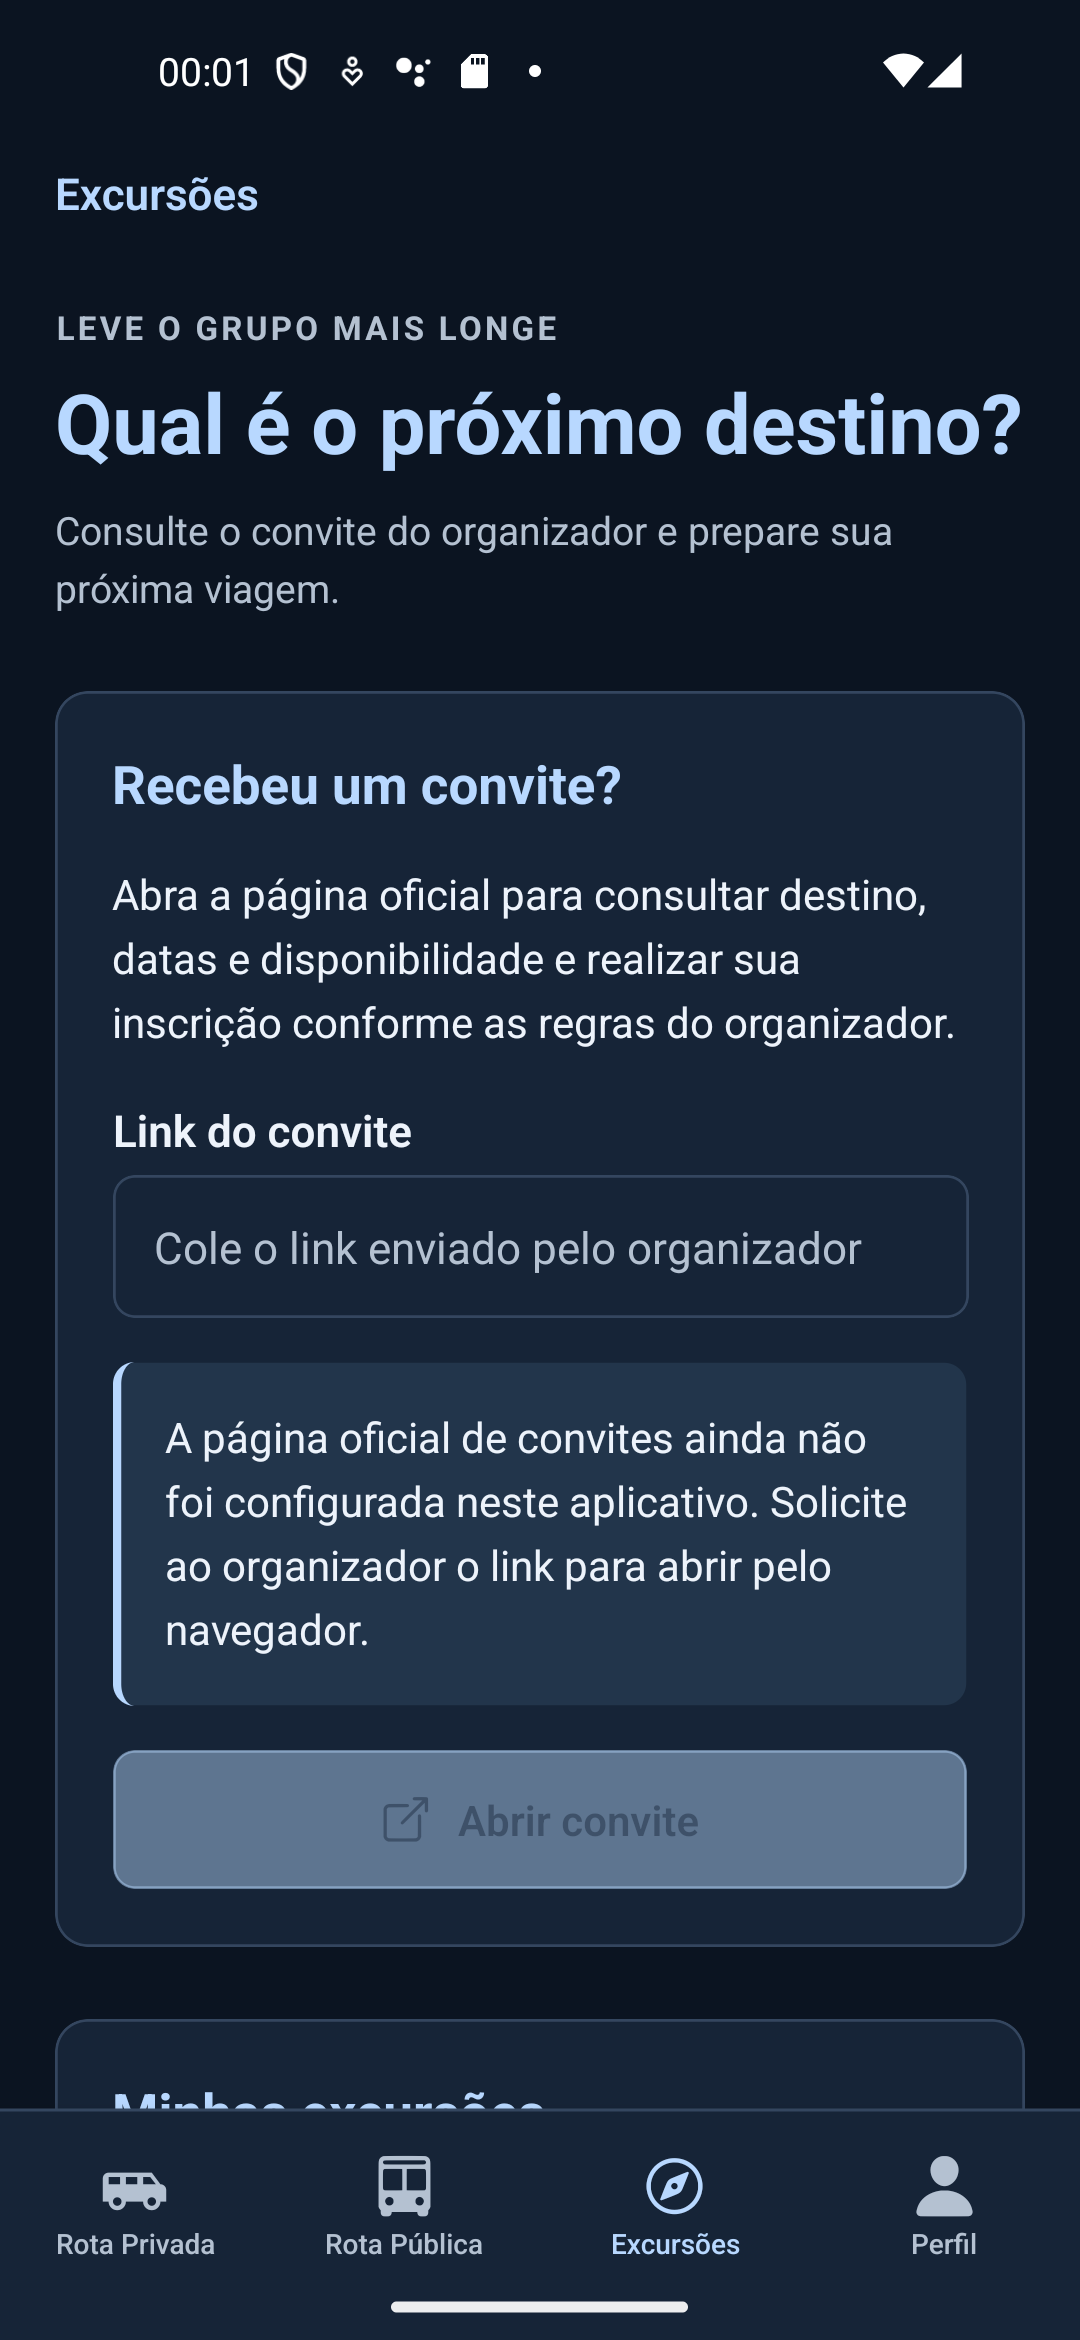 00:01
Excursões
LEVE O GRUPO MAIS LONGE
Qual é o próximo destino?
Consulte o convite do organizador e prepare sua
próxima viagem.
Recebeu um convite?
Abra a página oficial para consultar destino,
datas e disponibilidade e realizar sua
inscrição conforme as regras do organizador.
Link do convite
Cole o link enviado pelo organizador
A página oficial de convites ainda não
foi configurada neste aplicativo. Solicite
ao organizador o link para abrir pelo
navegador.
Abrir convite
Minhas excursões
Rota Privada
Rota Pública
Excursões
Perfil